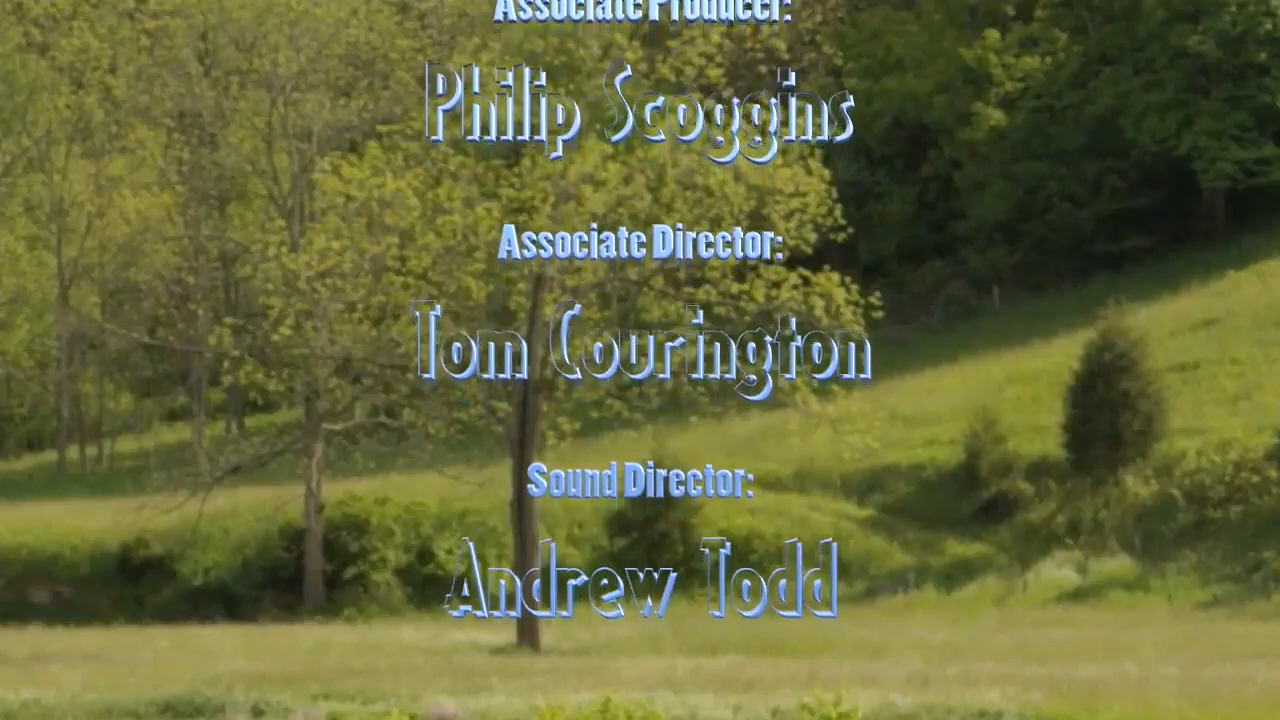 Associate Producer:
Philip Scoggins
Associate Director:
Tom Courington
Sound Director:
Andrew Todd